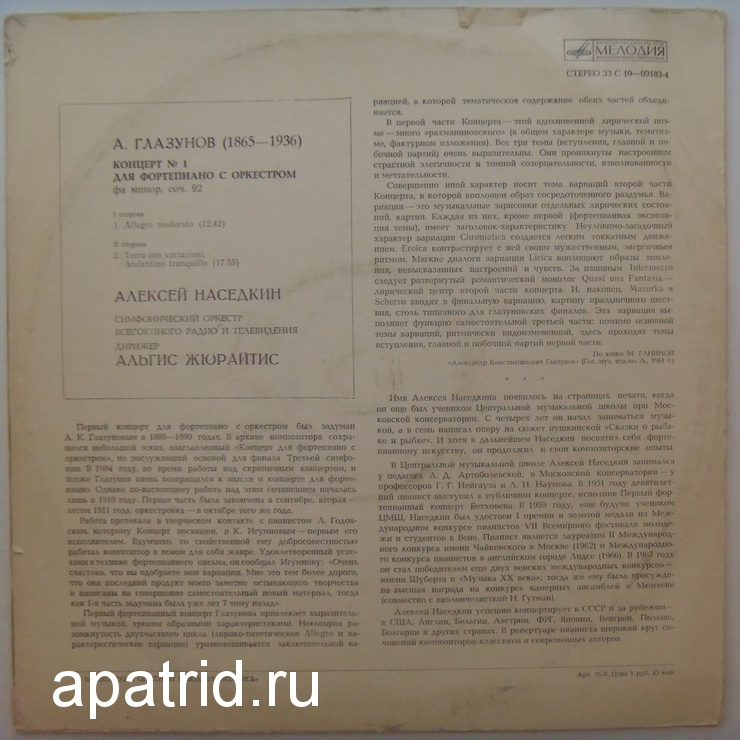 МЕЛОДИЯ
СТЕРЕО 33 С 10—09183-4
А. ГЛАЗУНОВ (1865—1936)
КОНЦЕРТ № 1
ДЛЯ ФОРТЕПИАНО С ОРКЕСТРОМ
фа минор, соч. 92
I сторона
1. Allegro moderato (12 42)
II сторона
2. Tema con variazioni.
Andantino tranquillo (17 55)
АЛЕКСЕЙ НАСЕДКИН
СИМФОНИЧЕСКИЙ ОРКЕСТР
ВСЕСОЮЗНОГО РАДИО И ТЕЛЕВИДЕНИЯ
ДИРИЖЕР
АЛЬГИС ЖЮРАЙТИС
Первый концерт для фортепиано с оркестром был задуман
А. К. Глазуновым в 1889—1890 годах. В архиве композитора сохра-
нился небольшой эскиз, озаглавленный «Концерт для фортепиано с
оркестром», но послуживший основой для финала Третьей симфо-
нии. В 1904 году, во время работы над скрипичным концертом, и
позже Глазунов вновь возвращался к мысли о концерте для форте-
пиано. Однако по-настоящему работа над этим сочинением началась
лишь в 1910 году. Первая часть была закончена в сентябре, вторая —
летом 1911 года, оркестровка — в октябре того же года.
Работа протекала в творческом контакте с пианистом Л. Годов-
ским, которому Концерт посвящен, и К. Игумновым—первым его
исполнителем. Вдумчиво, со свойственной ему добросовестностью
работал композитор в новом для себя жанре. Удовлетворенный успех-
ами в технике фортепианного письма, он сообщал Игумнову: «Очень
счастлив, что вы одобряете мои вариации. Мне это тем более дорого,
что они последний продукт моего заметно остывающего творчества
и написаны на совершенно самостоятельный новый материал, тогда
как 1-я часть задумана была уже лет 7 тому назад».
Первый фортепианный концерт Глазунова привлекает выразитель-
ной музыкой, яркими образными характеристиками. Некоторая ра-
зомкнутость двухчастного цикла (лирико-патетическое Allegro и ха-
рактеристические вариации) уравновешивается заключительной ва-
риацией, в которой тематическое содержание обеих частей объеди-
няется.
В первой части Концерта—этой вдохновенной лирической поэ-
ме—много «рахманиновского» (в общем характере музыки, тематиз-
ме, фактурном изложении). Все три темы (вступления, главной и по-
бочной партий) очень выразительны. Они проникнуты настроением
страстной элегичности и томной созерцательности, взволнованности
и мечтательности.
Совершенно иной характер носит тема вариаций второй части
Концерта, в которой воплощен образ сосредоточенного раздумья. Ва-
риации—это музыкальные зарисовки отдельных лирических состоя-
ний, картин. Каждая из них, кроме первой (фортепианная экспози-
ция темы), имеет заголовок-характеристику. Неуловимо-загадочный
характер вариации Chromatica создается легким токкатным движе-
нием. Eroica контрастирует с ней своим мужественным, энергичным
ритмом. Мягкие диалоги вариации Lirica воплощают образы томле-
ния, невысказанных настроений и чувств. За изящным Intermezzo
следует развернутый романтический монолог Quasi una Fantasia—
лирический центр второй части концерта. И, наконец, Mazurka и
Scherzo вводят в финальную вариацию, картину праздничного шест-
вия, столь типичного для глазуновских финалов. Эта вариация вы-
полняет функцию самостоятельной третьей части: помимо основной
темы вариаций, ритмически видоизмененной, здесь проходят темы
вступления, главной и побочной партий первой части.
По книге М. ГАНИНОЙ
«Александр Константинович Глазунов» (Гос. муз. изд-во. Л., 1961 г.)
* * *
Имя Алексея Наседкина появилось на страницах печати, когда
он еще был учеником Центральной музыкальной школы при Мос-
ковской консерватории. С четырех лет он начал заниматься музы-
кой, а в семь написал оперу на сюжет пушкинской «Сказки о рыба-
ке и рыбке». И хотя в дальнейшем Наседкин посвятил себя форте-
пианному искусству, он продолжил и свои композиторские опыты.
В Центральной музыкальной школе Алексей Наседкин занимался
у педагога А. Д. Артоболевской, в Московской консерватории — у
профессоров Г. Г. Нейгауза и Л. Н. Наумова. В 1951 году девятилет-
ний пианист выступил в публичном концерте, исполнив Первый фор-
тепианный концерт Бетховена. В 1959 году, еще будучи учеником
ЦМШ, Наседкин был удостоен I премии и золотой медали на Меж-
дународном конкурсе пианистов VII Всемирного фестиваля молоде-
жи и студентов в Вене. Пианист является лауреатом II Международ-
ного конкурса имени Чайковского в Москве (1962) и Международно-
го конкурса пианистов в английском городе Лидсе (1966). В 1967 году
он стал победителем еще двух венских международных конкурсов—
имени Шуберта и «Музыка XX века»; тогда же ему была присужде-
на высшая награда на конкурсе камерных ансамблей в Мюнхене
(совместно с виолончелисткой Н. Гутман).
Алексей Наседкин успешно концертирует в СССР и за рубежом—
в США, Англии, Бельгии, Австрии, ФРГ, Японии, Венгрии, Польше,
Болгарии и других странах. В репертуаре пианиста широкий круг со-
чинений композиторов-классиков и современных авторов.
Цена 1 руб. 45 коп
apatrid.ru